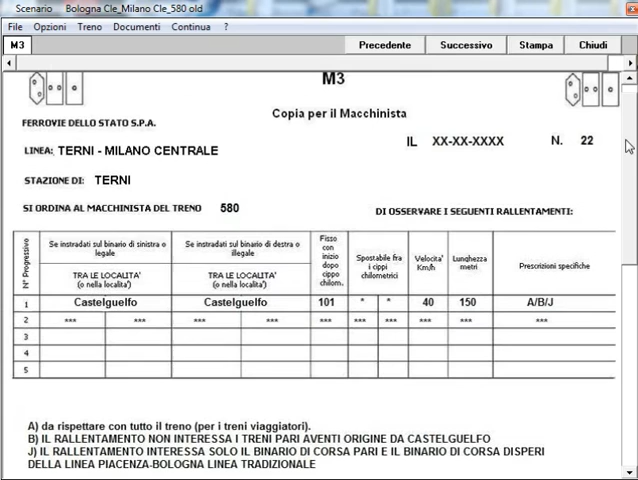 Scenario Bologna Cle_Milano Cle_580 old
File Opzioni Treno Documenti Continua ?
M3 Precedente Successivo Stampa Chiudi
M3
Copia per il Macchinista
FERROVIE DELLO STATO S.P.A.
IL XX-XX-XXXX N. 22
LINEA: TERNI - MILANO CENTRALE
STAZIONE DI: TERNI
SI ORDINA AL MACCHINISTA DEL TRENO 580
DI OSSERVARE I SEGUENTI RALLENTAMENTI:
N° Progressivo
Se instradati sul binario di sinistra o legale
TRA LE LOCALITA'
(o nella localita')
Se instradati sul binario di destra o illegale
TRA LE LOCALITA'
(o nella localita')
Fisso
con
inizio
dopo
cippo
chilom.
Spostabile fra
i cippi
chilometrici
Velocita'
Km/h
Lunghezza
metri
Prescrizioni specifiche
1 Castelguelfo Castelguelfo 101 * * 40 150 A/B/J
2 *** *** *** *** *** *** *** *** *** ***
3
4
5
A) da rispettare con tutto il treno (per i treni viaggiatori).
B) IL RALLENTAMENTO NON INTERESSA I TRENI PARI AVENTI ORIGINE DA CASTELGUELFO
J) IL RALLENTAMENTO INTERESSA SOLO IL BINARIO DI CORSA PARI E IL BINARIO DI CORSA DISPERI
DELLA LINEA PIACENZA-BOLOGNA LINEA TRADIZIONALE